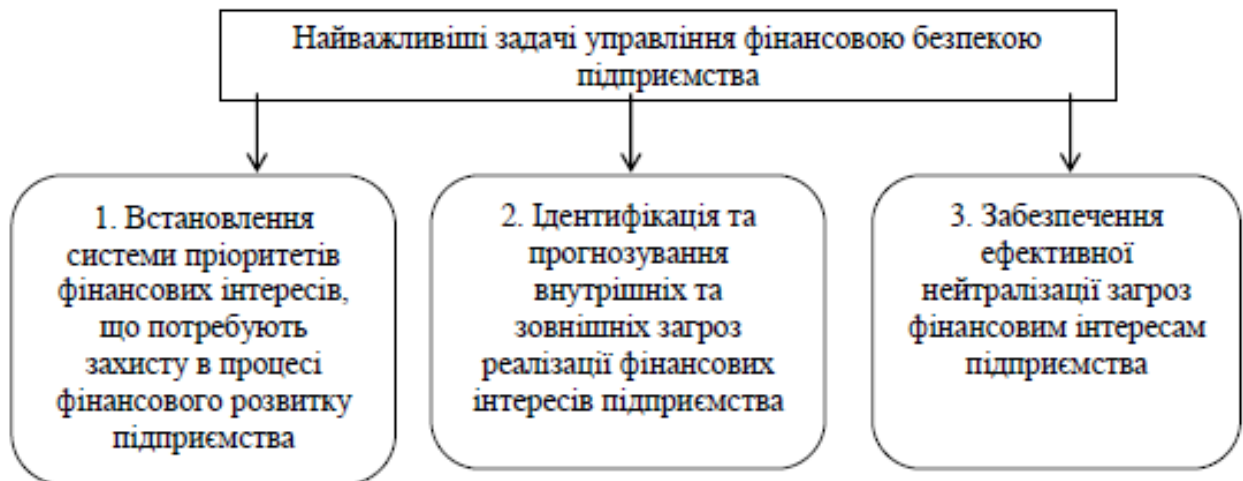 Найважливіші задачі управління фінансовою безпекою
підприємства
1. Встановлення
системи пріоритетів
фінансових інтересів,
що потребують
захисту в процесі
фінансового розвитку
підприємства
2. Ідентифікація та
прогнозування
внутрішніх та
зовнішніх загроз
реалізації фінансових
інтересів підприємства
3. Забезпечення
ефективної
нейтралізації загроз
фінансовим інтересам
підприємства